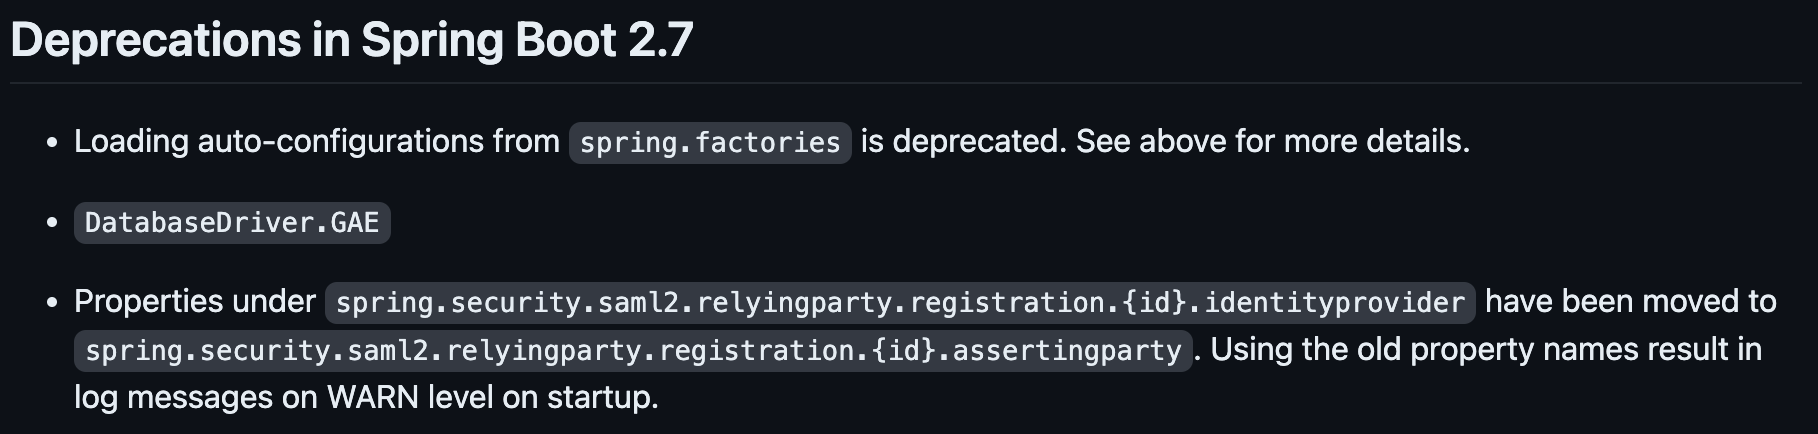 Deprecations in Spring Boot 2.7
• Loading auto-configurations from spring.factories is deprecated. See above for more details.
• DatabaseDriver.GAE
• Properties under spring.security.saml2.relyingparty.registration.{id}.identityprovider have been moved to
spring.security.saml2.relyingparty.registration.{id}.assertingparty. Using the old property names result in
log messages on WARN level on startup.